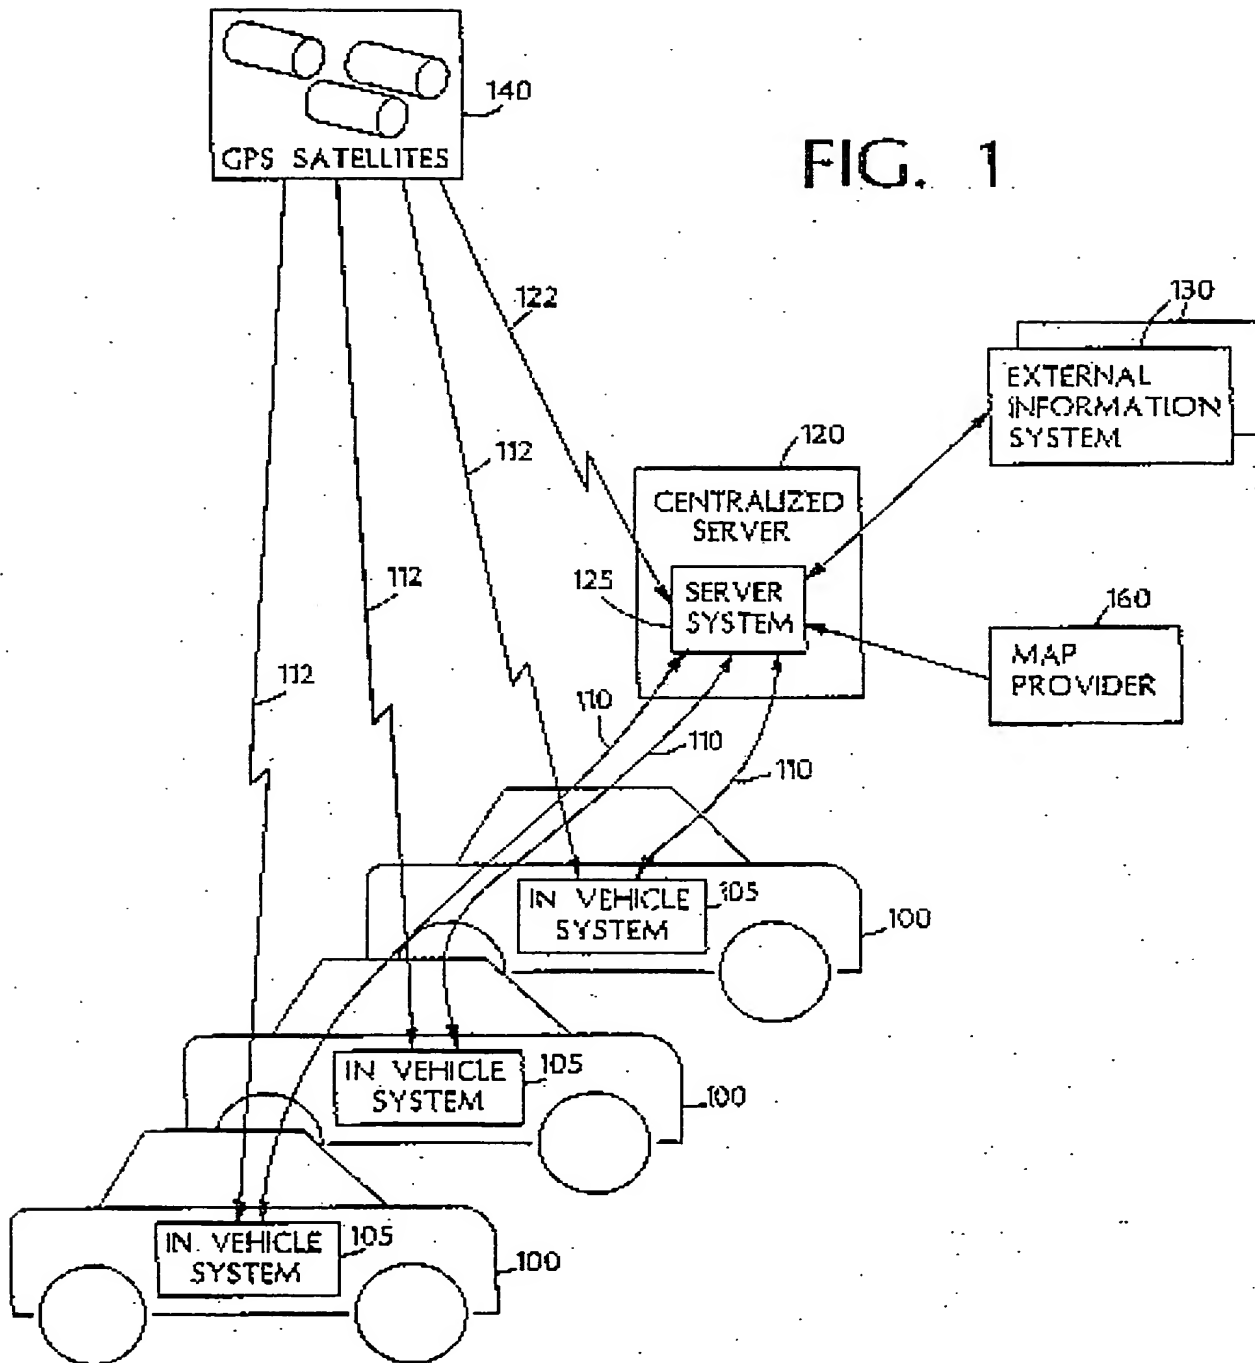 140
GPS SATELLITES
FIG. 1
122
130
EXTERNAL
INFORMATION
SYSTEM
120
112
CENTRALIZED
SERVER
125
SERVER
SYSTEM
112
160
MAP
PROVIDER
112
110
110
110
IN VEHICLE
SYSTEM
105
100
IN VEHICLE
SYSTEM
105
100
IN VEHICLE
SYSTEM
105
100